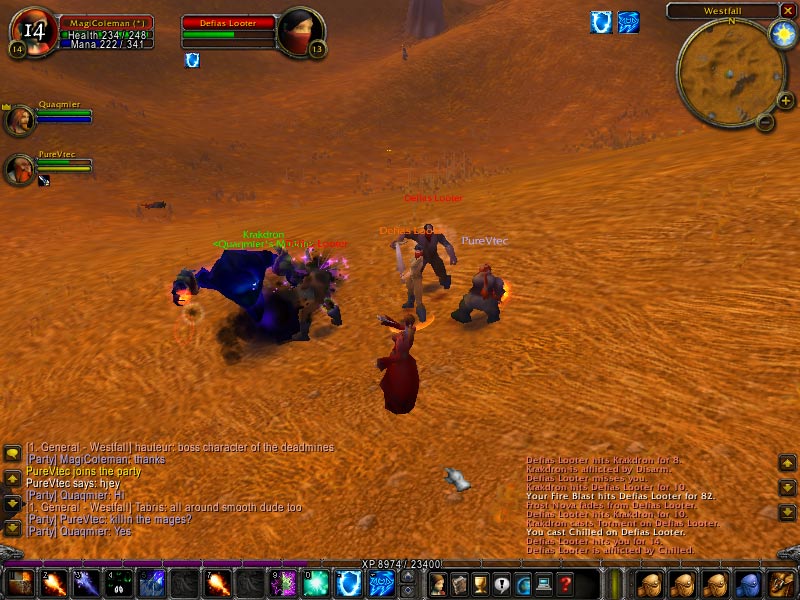 14
MagiColeman (*)
Health 234 / 248
Mana 222 / 341
14
Defias Looter
13
Westfall
N
Quaqmier
PureVtec
Defias Looter
Defias Looter
PureVtec
Krakdron
<Quaqmier's Looter
[1. General - Westfall] hauteur: boss character of the deadmines
[Party] MagiColeman: thanks
PureVtec joins the party
PureVtec says: hjey
[Party] Quaqmier: Hi
[1. General - Westfall] Tabris: all around smooth dude too
[Party] PureVtec: killin the mages?
[Party] Quaqmier: Yes
Defias Looter hits Krakdron for 8.
Krakdron is afflicted by Disarm.
Defias Looter misses you.
Krakdron hits Defias Looter for 10.
Your Fire Blast hits Defias Looter for 82.
Frost Nova fades from Defias Looter.
Defias Looter hits Krakdron for 10.
Krakdron casts Torment on Defias Looter.
You cast Chilled on Defias Looter.
Defias Looter hits you for 14.
Defias Looter is afflicted by Chilled.
XP 8974 / 23400